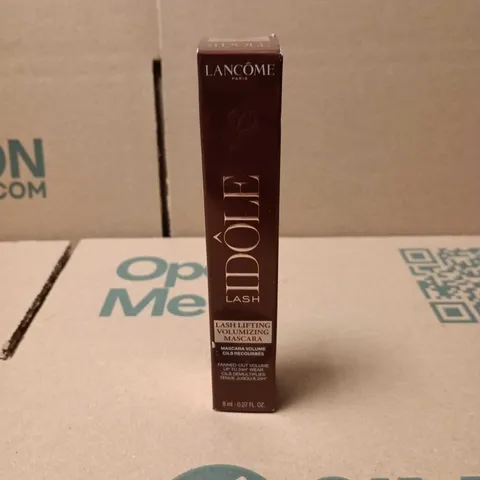 LANCÔME
PARIS
IDÔLE
LASH
LASH LIFTING
VOLUMIZING
MASCARA
MASCARA VOLUME
CILS RECOURBÉS
FANNED-OUT VOLUME
UP TO 24H WEAR
CILS DÉMULTIPLIÉS
TENUE JUSQU'À 24H
8 ml - 0.27 FL. OZ.
ON
.COM
Ope
Me